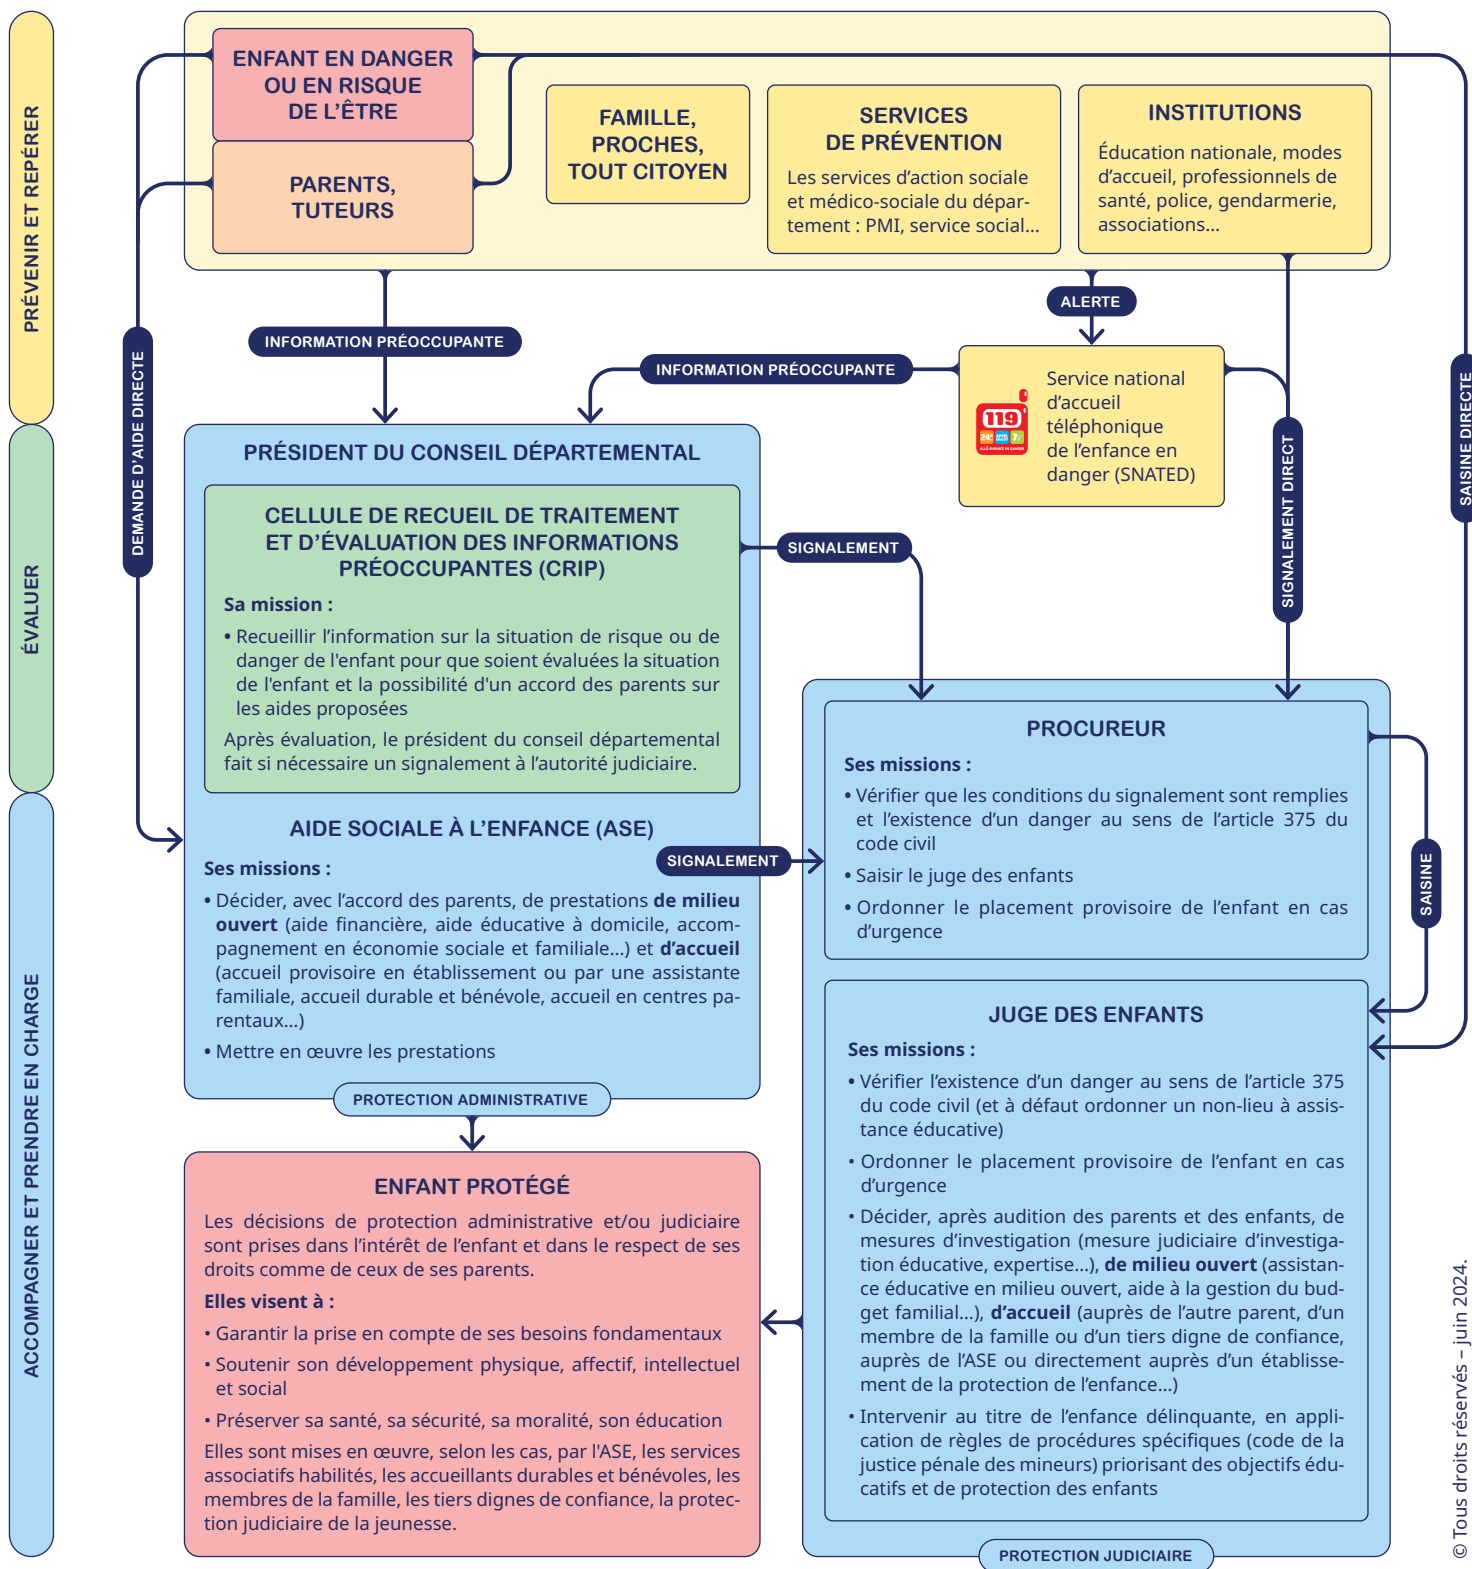 PRÉVENIR ET REPÉRER
ÉVALUER
ACCOMPAGNER ET PRENDRE EN CHARGE
ENFANT EN DANGER
OU EN RISQUE
DE L’ÊTRE
PARENTS,
TUTEURS
FAMILLE,
PROCHES,
TOUT CITOYEN
SERVICES
DE PRÉVENTION
Les services d’action sociale
et médico-sociale du dépar-
tement : PMI, service social...
INSTITUTIONS
Éducation nationale, modes
d’accueil, professionnels de
santé, police, gendarmerie,
associations...
DEMANDE D’AIDE DIRECTE
INFORMATION PRÉOCCUPANTE
ALERTE
INFORMATION PRÉOCCUPANTE
119
Service national
d’accueil
téléphonique
de l’enfance en
danger (SNATED)
SIGNALEMENT DIRECT
SAISINE DIRECTE
PRÉSIDENT DU CONSEIL DÉPARTEMENTAL
CELLULE DE RECUEIL DE TRAITEMENT
ET D’ÉVALUATION DES INFORMATIONS
PRÉOCCUPANTES (CRIP)
Sa mission :
• Recueillir l’information sur la situation de risque ou de
danger de l'enfant pour que soient évaluées la situation
de l'enfant et la possibilité d'un accord des parents sur
les aides proposées
Après évaluation, le président du conseil départemental
fait si nécessaire un signalement à l’autorité judiciaire.
SIGNALEMENT
AIDE SOCIALE À L’ENFANCE (ASE)
Ses missions :
SIGNALEMENT
• Décider, avec l’accord des parents, de prestations de milieu
ouvert (aide financière, aide éducative à domicile, accom-
pagnement en économie sociale et familiale...) et d’accueil
(accueil provisoire en établissement ou par une assistante
familiale, accueil durable et bénévole, accueil en centres pa-
rentaux...)
• Mettre en œuvre les prestations
PROTECTION ADMINISTRATIVE
PROCUREUR
Ses missions :
• Vérifier que les conditions du signalement sont remplies
et l’existence d’un danger au sens de l’article 375 du
code civil
• Saisir le juge des enfants
• Ordonner le placement provisoire de l’enfant en cas
d’urgence
SAISINE
JUGE DES ENFANTS
Ses missions :
• Vérifier l’existence d’un danger au sens de l’article 375
du code civil (et à défaut ordonner un non-lieu à assis-
tance éducative)
• Ordonner le placement provisoire de l’enfant en cas
d’urgence
• Décider, après audition des parents et des enfants, de
mesures d’investigation (mesure judiciaire d’investiga-
tion éducative, expertise...), de milieu ouvert (assistan-
ce éducative en milieu ouvert, aide à la gestion du bud-
get familial...), d’accueil (auprès de l’autre parent, d’un
membre de la famille ou d’un tiers digne de confiance,
auprès de l’ASE ou directement auprès d’un établisse-
ment de la protection de l’enfance...)
• Intervenir au titre de l’enfance délinquante, en appli-
cation de règles de procédures spécifiques (code de la
justice pénale des mineurs) priorisant des objectifs édu-
catifs et de protection des enfants
PROTECTION JUDICIAIRE
ENFANT PROTÉGÉ
Les décisions de protection administrative et/ou judiciaire
sont prises dans l’intérêt de l’enfant et dans le respect de ses
droits comme de ceux de ses parents.
Elles visent à :
• Garantir la prise en compte de ses besoins fondamentaux
• Soutenir son développement physique, affectif, intellectuel
et social
• Préserver sa santé, sa sécurité, sa moralité, son éducation
Elles sont mises en œuvre, selon les cas, par l'ASE, les services
associatifs habilités, les accueillants durables et bénévoles, les
membres de la famille, les tiers dignes de confiance, la protec-
tion judiciaire de la jeunesse.
© Tous droits réservés – juin 2024.